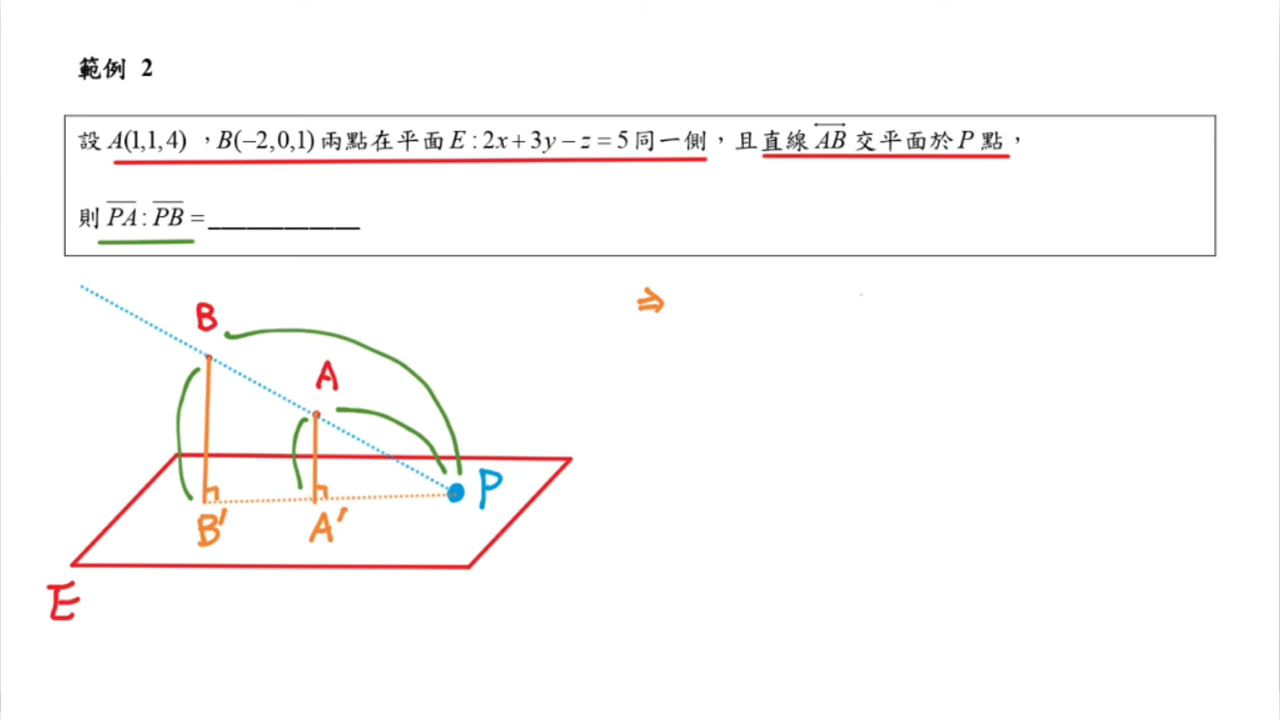 範例 2
設 A(1,1,4),B(−2,0,1) 兩點在平面 E : 2x+3y−z=5 同一側,且直線 AB 交平面於 P 點,
則 PA : PB = ____________
⇒
B
A
P
B′ A′
E